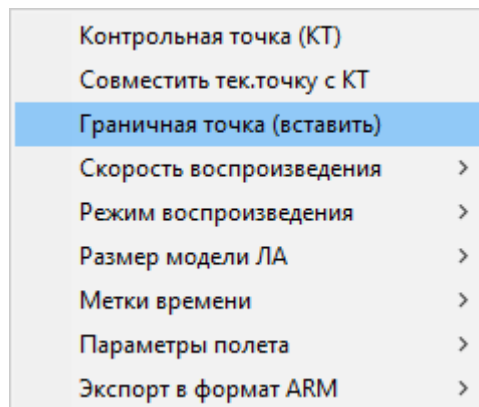 Контрольная точка (КТ)
Совместить тек.точку с КТ
Граничная точка (вставить)
Скорость воспроизведения
Режим воспроизведения
Размер модели ЛА
Метки времени
Параметры полета
Экспорт в формат ARM